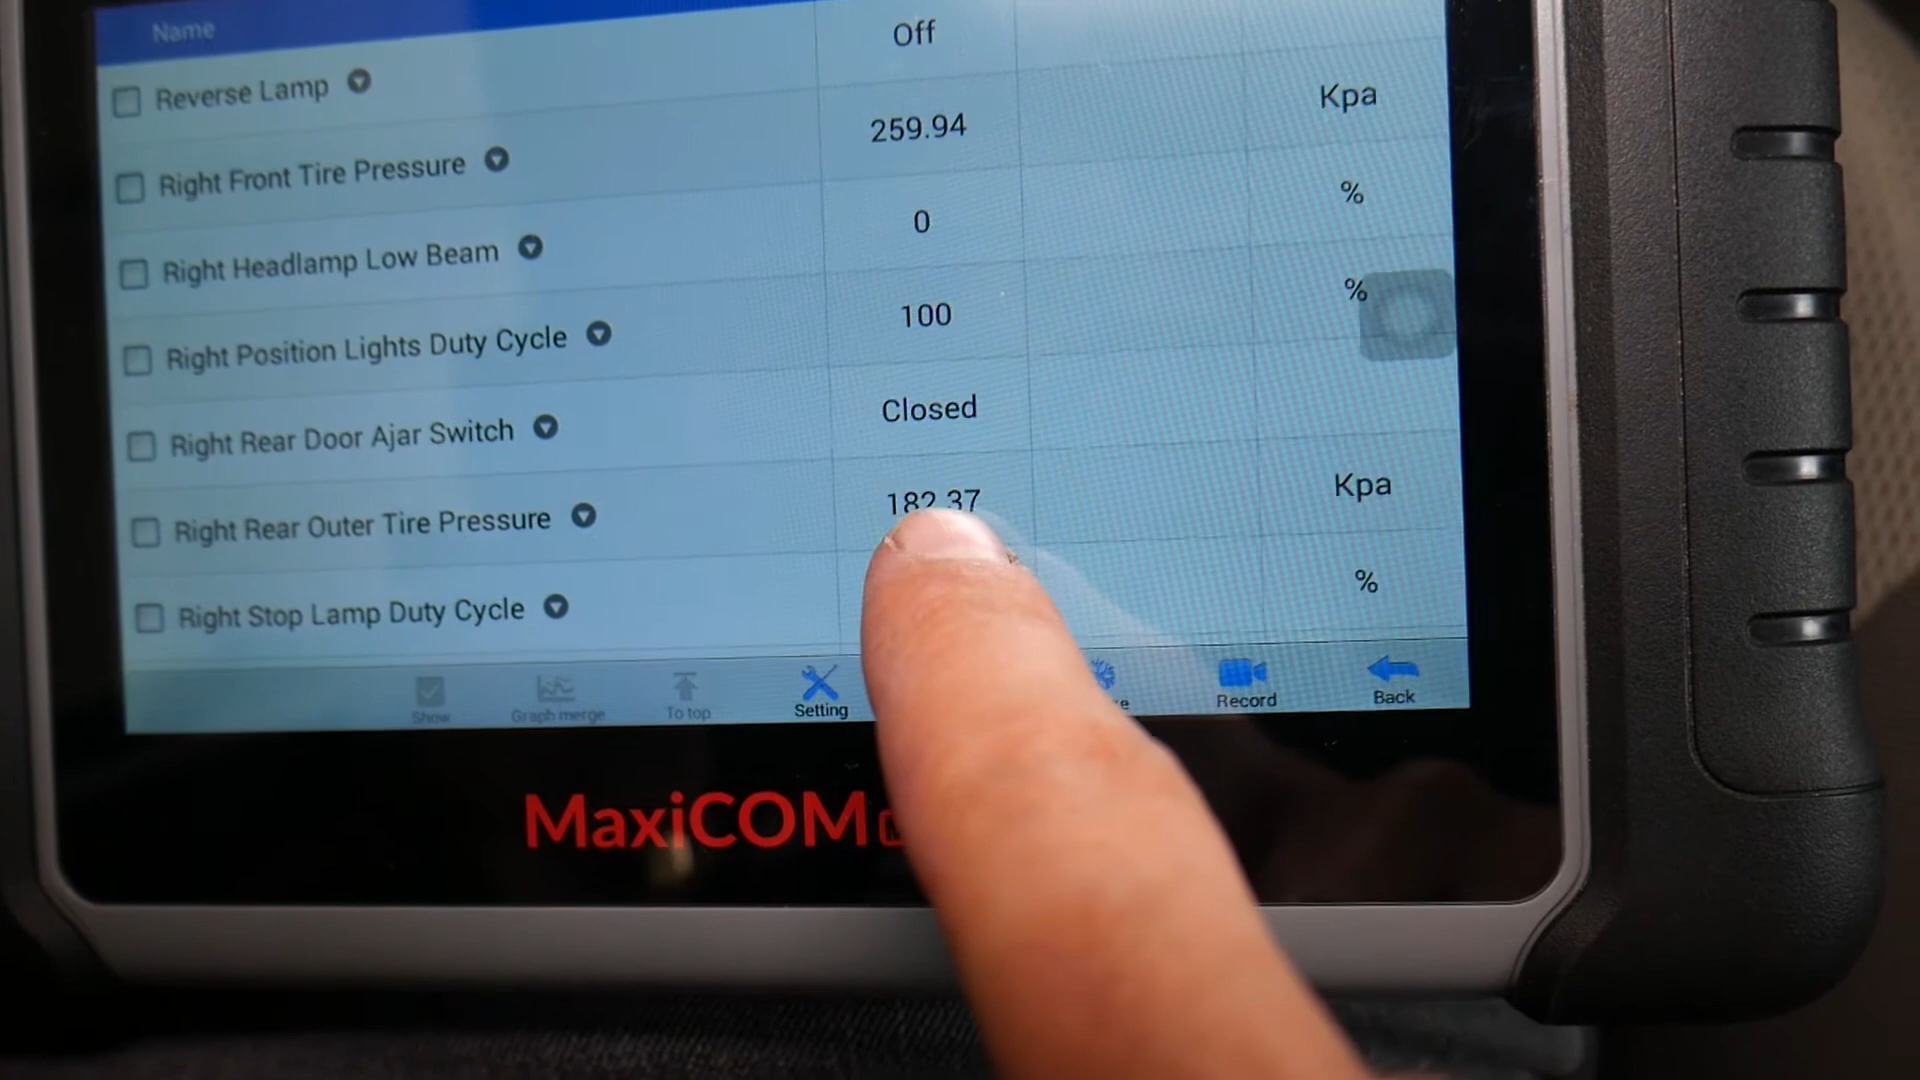 Name
Reverse Lamp Off
Right Front Tire Pressure 259.94 Kpa
Right Headlamp Low Beam 0 %
Right Position Lights Duty Cycle 100 %
Right Rear Door Ajar Switch Closed
Right Rear Outer Tire Pressure 182.37 Kpa
Right Stop Lamp Duty Cycle %
Show Graph merge To top Setting Record Back
MaxiCOM